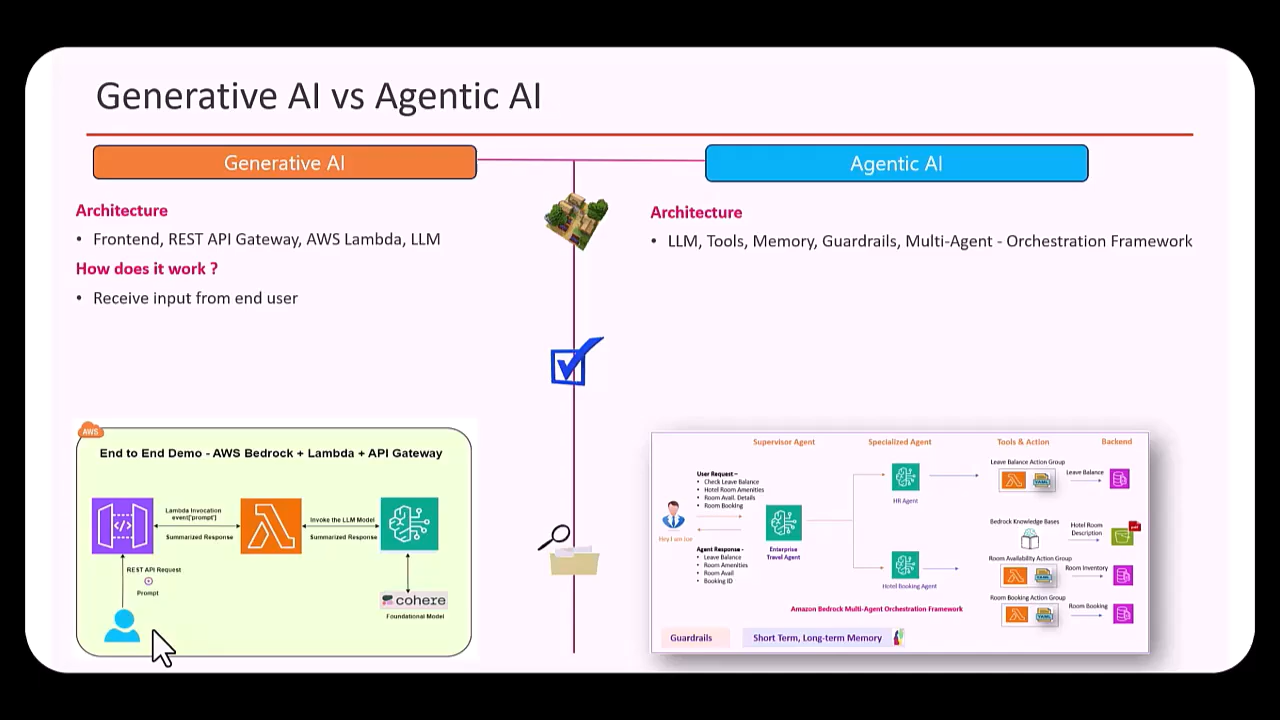 Generative AI vs Agentic AI
Generative AI
Architecture
• Frontend, REST API Gateway, AWS Lambda, LLM
How does it work ?
• Receive input from end user
AWS
End to End Demo - AWS Bedrock + Lambda + API Gateway
Lambda Invocation
event['prompt']
Summarized Response
Invoke the LLM Model
Summarized Response
REST API Request
Prompt
cohere
Foundational Model
Agentic AI
Architecture
• LLM, Tools, Memory, Guardrails, Multi-Agent - Orchestration Framework
Supervisor Agent
Specialized Agent
Tools & Action
Backend
User Request –
• Check Leave Balance
• Hotel Room Amenities
• Room Avail. Details
• Room Booking
Hey I am Joe
Agent Response -
• Leave Balance
• Room Amenities
• Room Avail
• Booking ID
Enterprise
Travel Agent
HR Agent
Hotel Booking Agent
Leave Balance Action Group
Leave Balance
Bedrock Knowledge Bases
Hotel Room
Description
Room Availability Action Group
Room Inventory
Room Booking Action Group
Room Booking
Amazon Bedrock Multi-Agent Orchestration Framework
Guardrails
Short Term, Long-term Memory